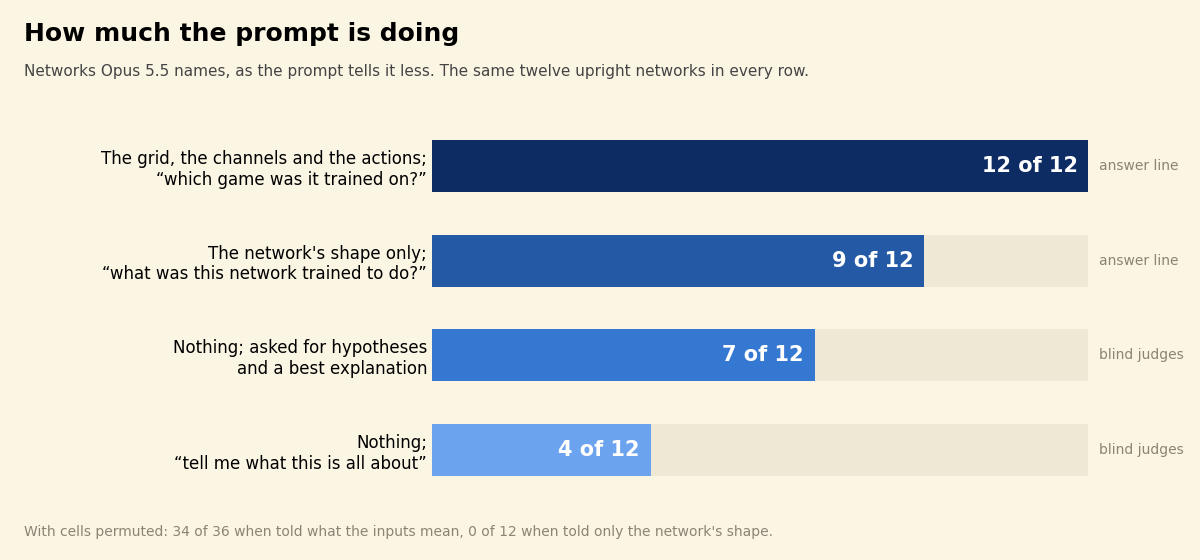 How much the prompt is doing
Networks Opus 5.5 names, as the prompt tells it less. The same twelve upright networks in every row.
The grid, the channels and the actions;
“which game was it trained on?”
12 of 12
answer line
The network's shape only;
“what was this network trained to do?”
9 of 12
answer line
Nothing; asked for hypotheses
and a best explanation
7 of 12
blind judges
Nothing;
“tell me what this is all about”
4 of 12
blind judges
With cells permuted: 34 of 36 when told what the inputs mean, 0 of 12 when told only the network's shape.